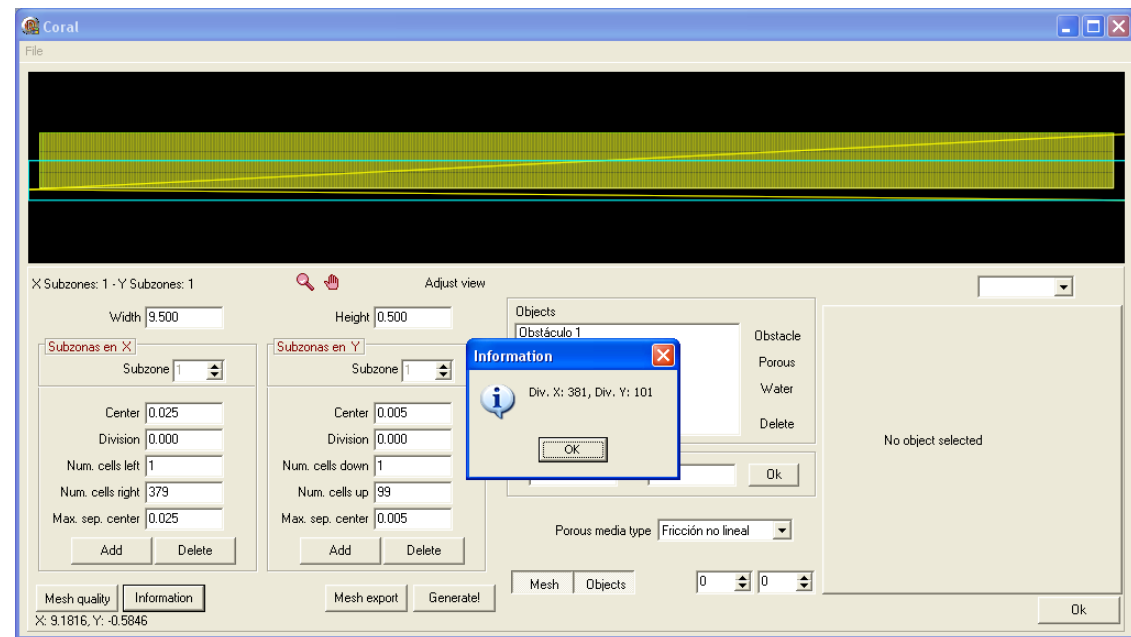 Coral
File
X Subzones: 1 - Y Subzones: 1
Adjust view
Width 9.500
Height 0.500
Subzonas en X
Subzone 1
Center 0.025
Division 0.000
Num. cells left 1
Num. cells right 379
Max. sep. center 0.025
Add Delete
Subzonas en Y
Subzone 1
Center 0.005
Division 0.000
Num. cells down 1
Num. cells up 99
Max. sep. center 0.005
Add Delete
Objects
Obstáculo 1
Obstacle
Porous
Water
Delete
Information
Div. X: 381, Div. Y: 101
OK
Ok
Porous media type Fricción no lineal
Mesh Objects 0 0
No object selected
Mesh quality Information Mesh export Generate!
Ok
X: 9.1816, Y: -0.5846